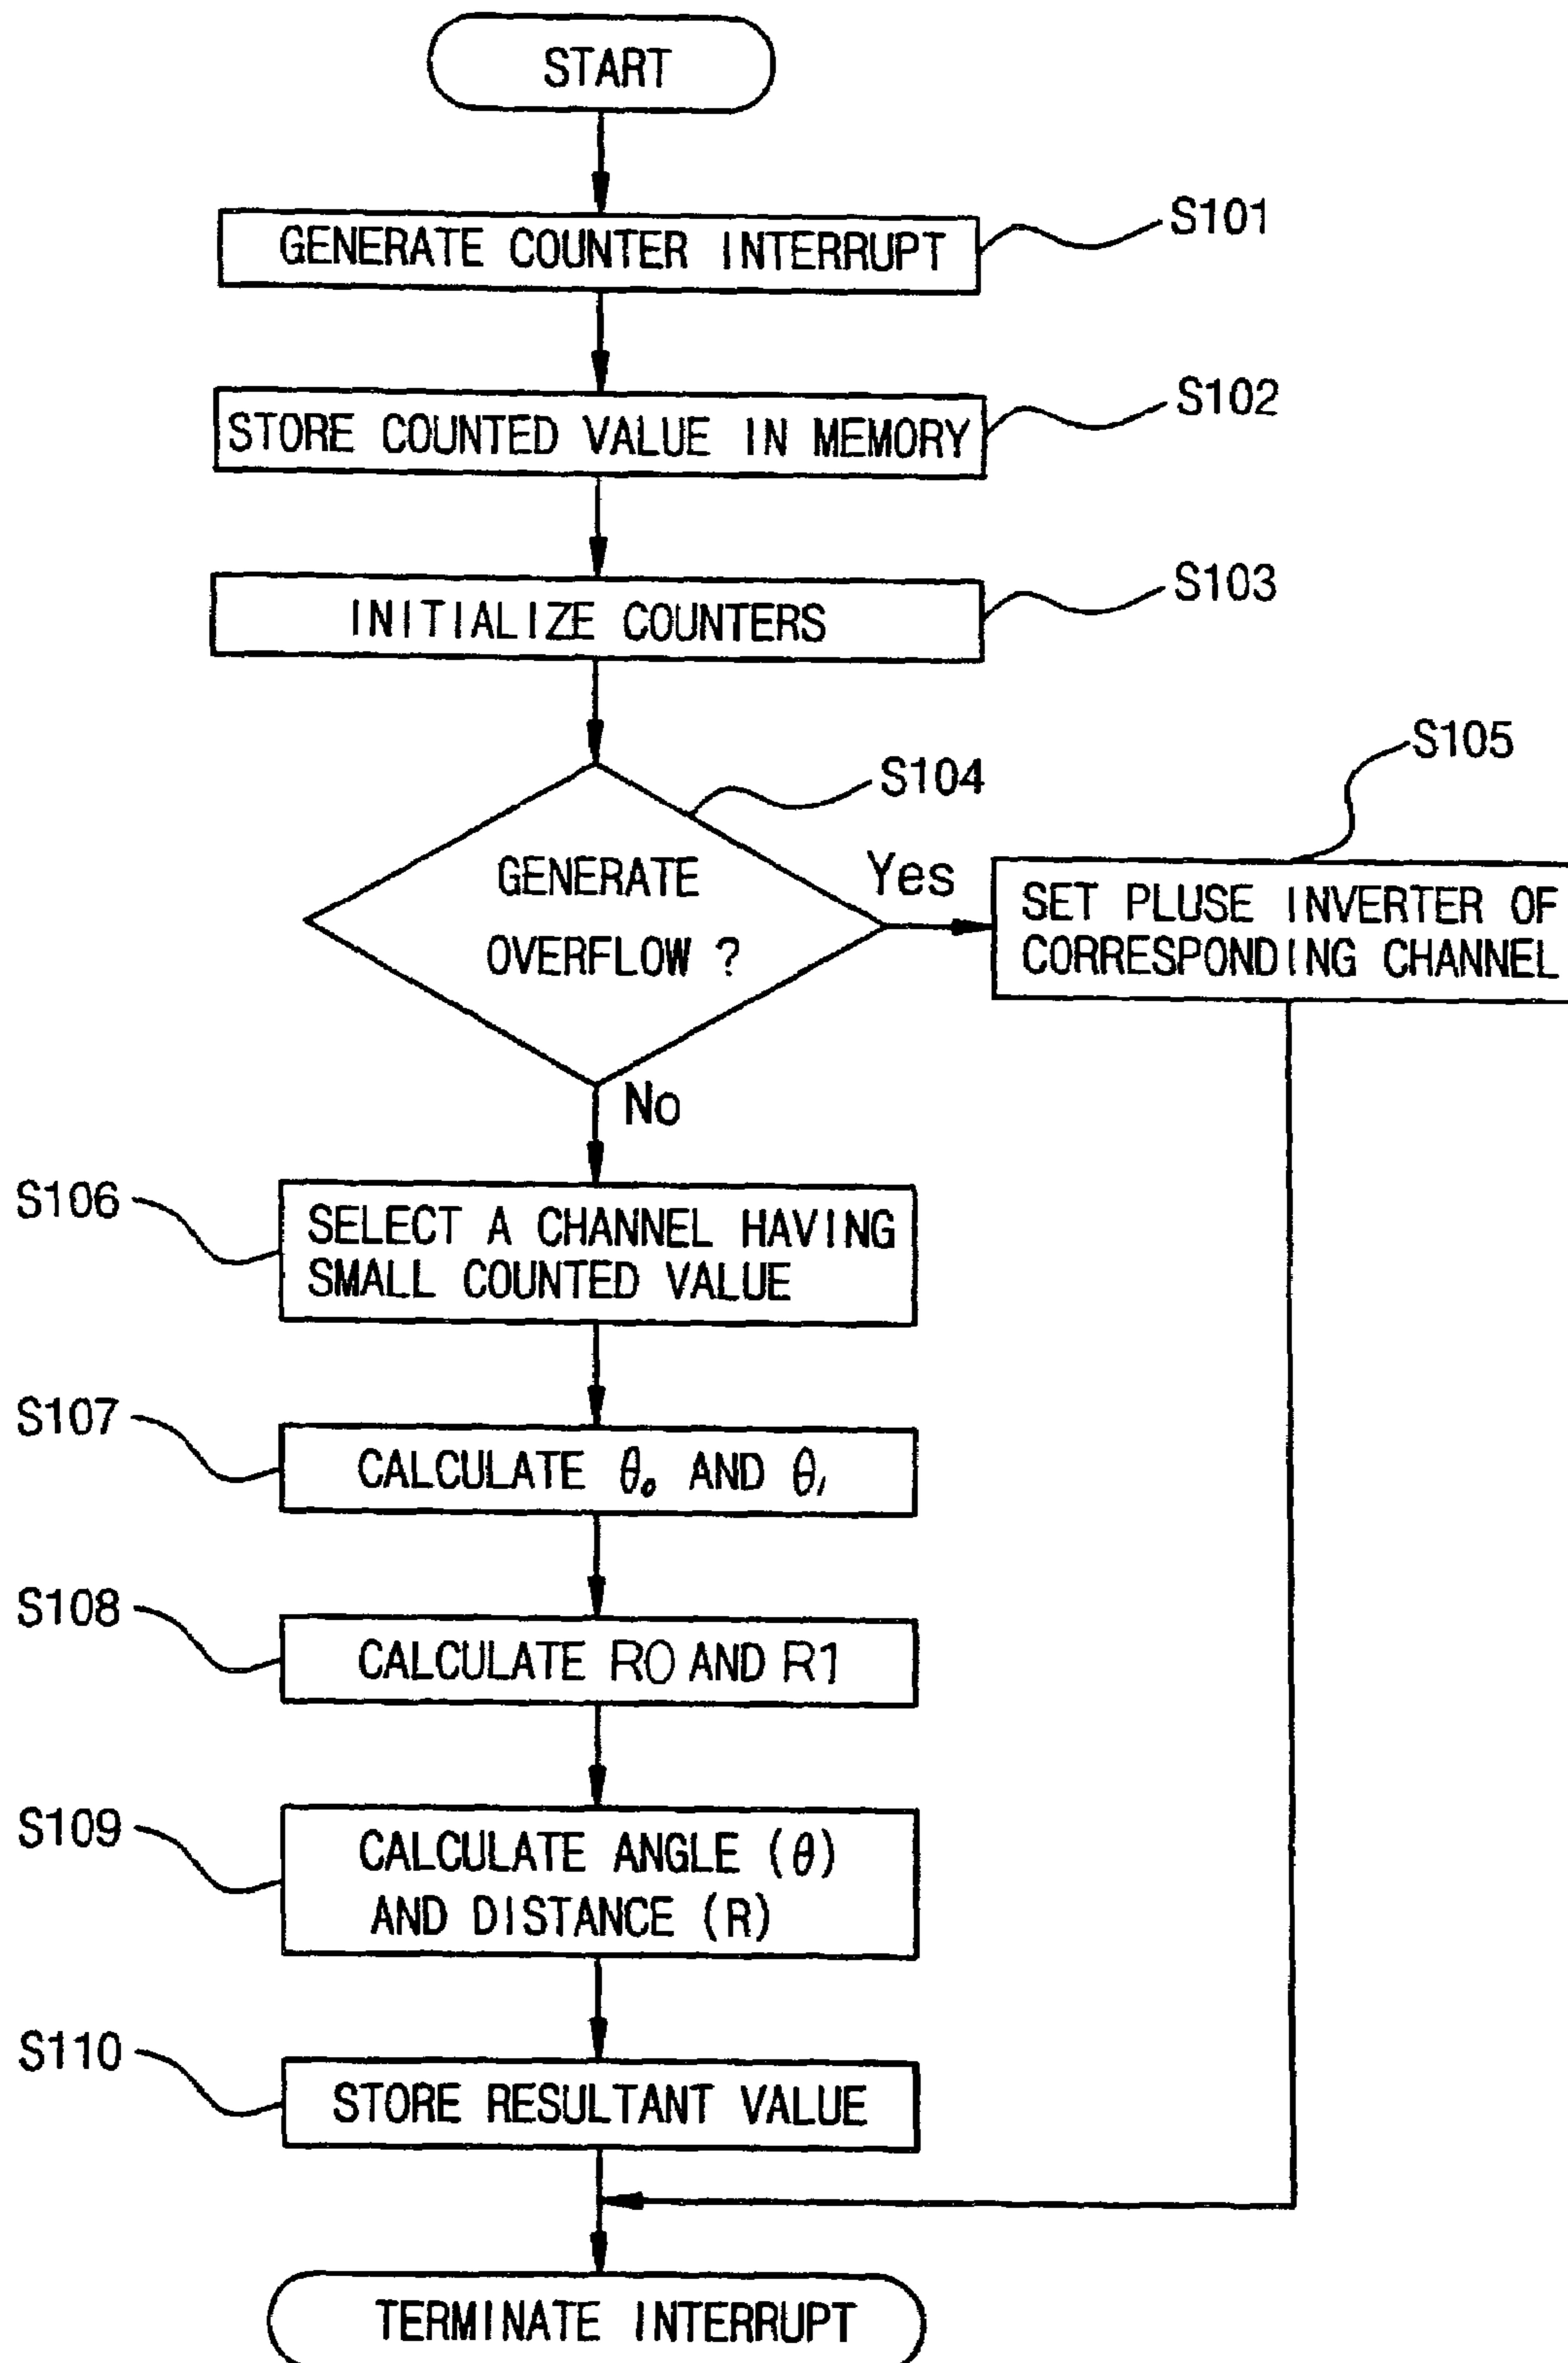 START
GENERATE COUNTER INTERRUPT
S101
STORE COUNTED VALUE IN MEMORY
S102
INITIALIZE COUNTERS
S103
S104
GENERATE
OVERFLOW ?
Yes
S105
SET PLUSE INVERTER OF
CORRESPONDING CHANNEL
No
S106
SELECT A CHANNEL HAVING
SMALL COUNTED VALUE
S107
CALCULATE θ₀ AND θ₁
S108
CALCULATE R0 AND R1
S109
CALCULATE ANGLE (θ)
AND DISTANCE (R)
S110
STORE RESULTANT VALUE
TERMINATE INTERRUPT